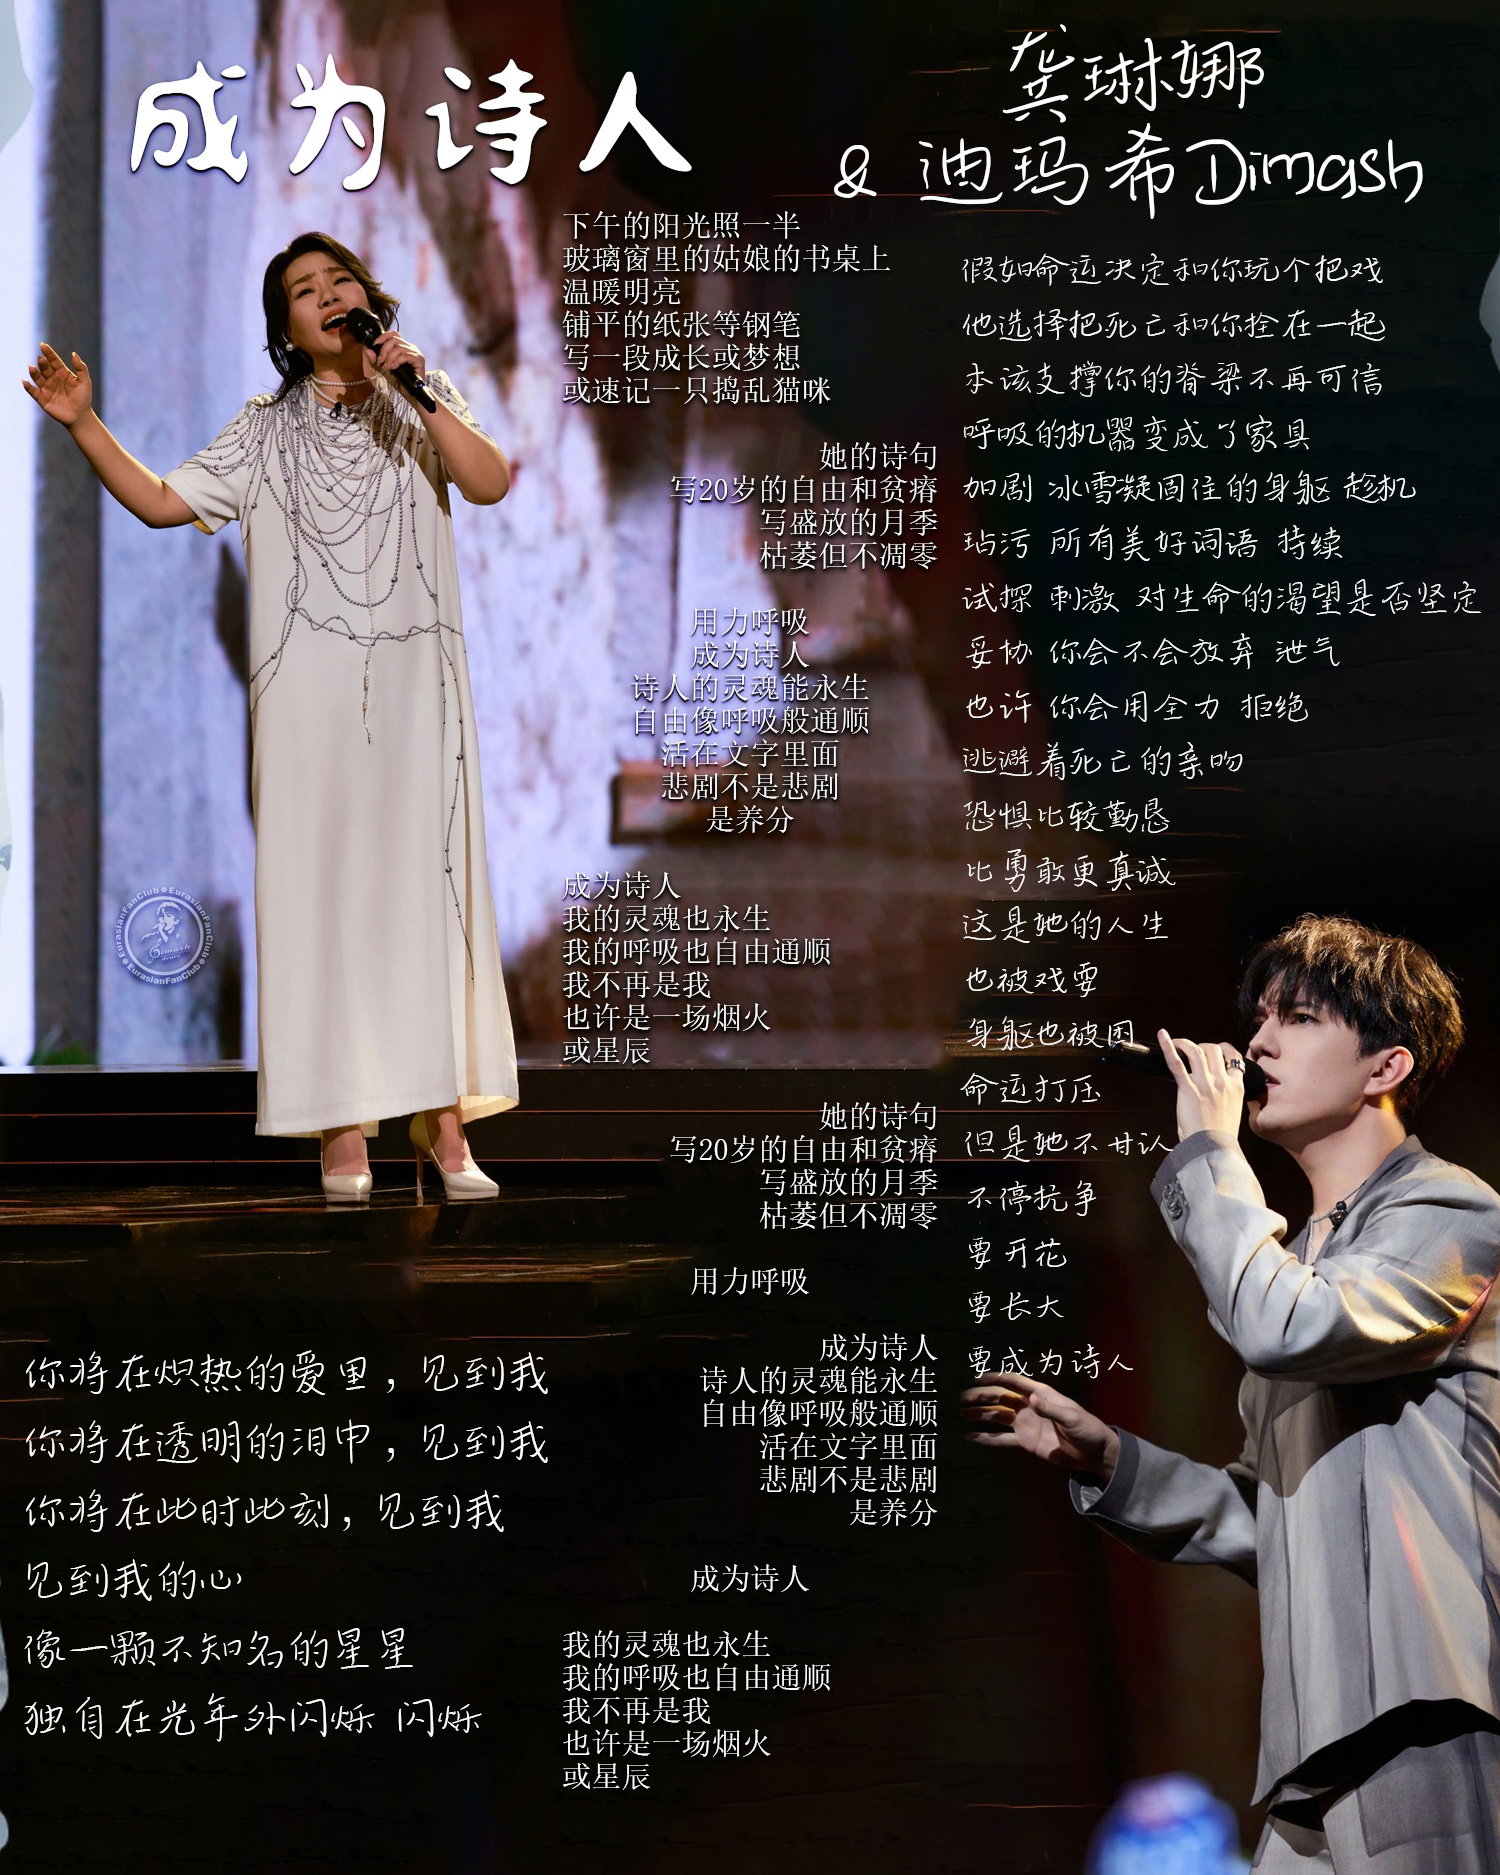 成为诗人
龚琳娜
& 迪玛希Dimash
下午的阳光照一半
玻璃窗里的姑娘的书桌上
温暖明亮
铺平的纸张等钢笔
写一段成长或梦想
或速记一只捣乱猫咪
她的诗句
写20岁的自由和贫瘠
写盛放的月季
枯萎但不凋零
用力呼吸
成为诗人
诗人的灵魂能永生
自由像呼吸般通顺
活在文字里面
悲剧不是悲剧
是养分
成为诗人
我的灵魂也永生
我的呼吸也自由通顺
我不再是我
也许是一场烟火
或星辰
她的诗句
写20岁的自由和贫瘠
写盛放的月季
枯萎但不凋零
用力呼吸
成为诗人
诗人的灵魂能永生
自由像呼吸般通顺
活在文字里面
悲剧不是悲剧
是养分
成为诗人
我的灵魂也永生
我的呼吸也自由通顺
我不再是我
也许是一场烟火
或星辰
假如命运决定和你玩个把戏
他选择把死亡和你拴在一起
本该支撑你的脊梁不再可信
呼吸的机器变成了家具
加剧 冰雪凝固住的身躯 趁机
玷污 所有美好词语 持续
试探 刺激 对生命的渴望是否坚定
妥协 你会不会放弃 泄气
也许 你会用全力 拒绝
逃避着死亡的亲吻
恐惧比较勤恳
比勇敢更真诚
这是她的人生
也被戏耍
身躯也被困
命运打压
但是她不甘认
不停抗争
要开花
要长大
要成为诗人
你将在炽热的爱里，见到我
你将在透明的泪中，见到我
你将在此时此刻，见到我
见到我的心
像一颗不知名的星星
独自在光年外闪烁 闪烁
EurasianFanClub EurasianFanClub EurasianFanClub
Dimash
dears